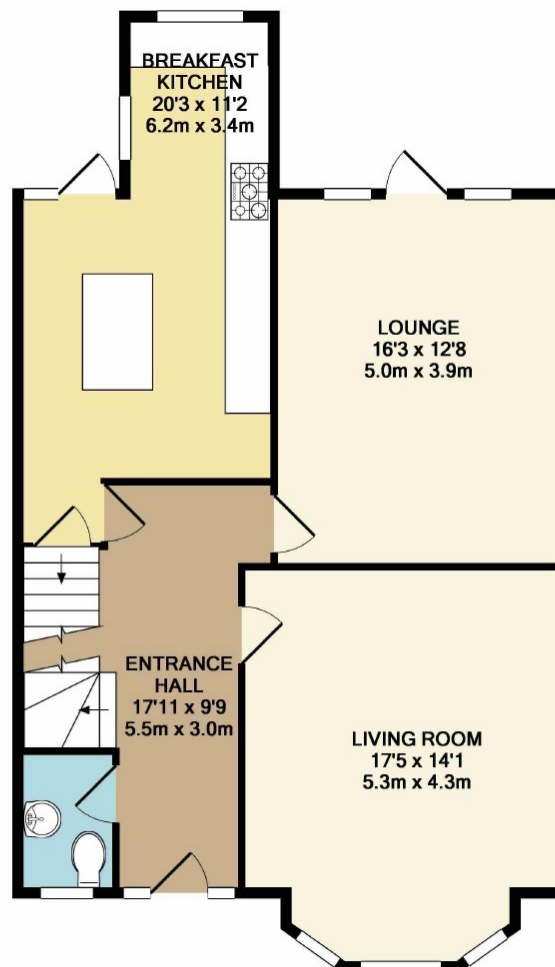 BREAKFAST
KITCHEN
20'3 x 11'2
6.2m x 3.4m
LOUNGE
16'3 x 12'8
5.0m x 3.9m
ENTRANCE
HALL
17'11 x 9'9
5.5m x 3.0m
LIVING ROOM
17'5 x 14'1
5.3m x 4.3m